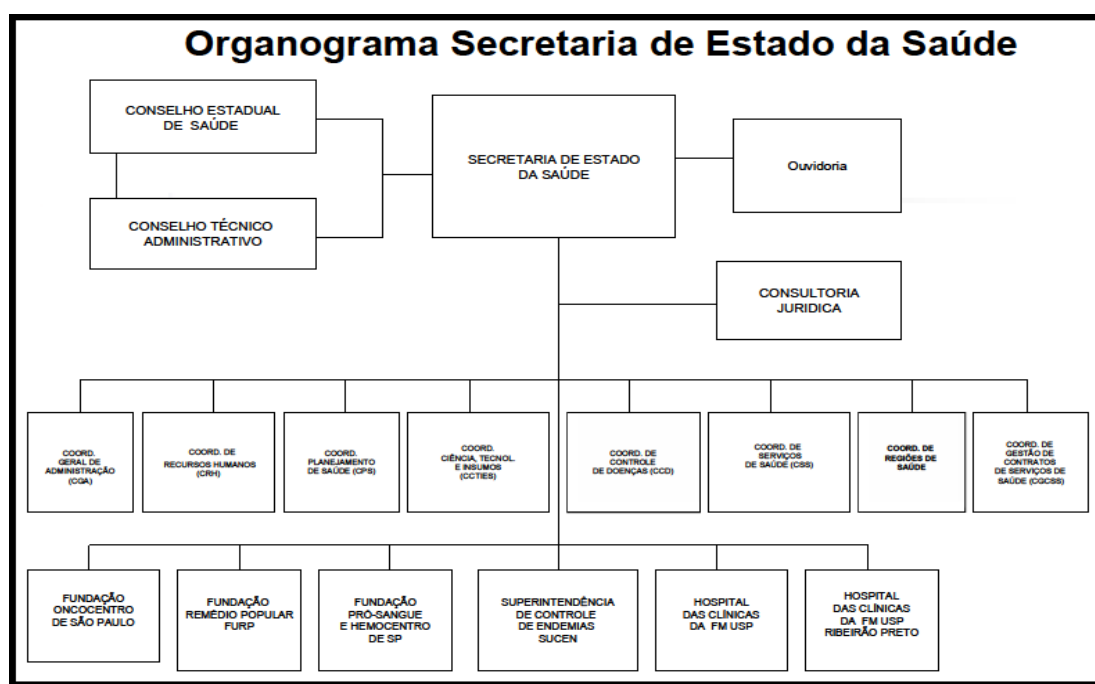 Organograma Secretaria de Estado da Saúde
CONSELHO ESTADUAL
DE SAÚDE
SECRETARIA DE ESTADO
DA SAÚDE
Ouvidoria
CONSELHO TÉCNICO
ADMINISTRATIVO
CONSULTORIA
JURIDICA
COORD.
GERAL DE
ADMINISTRAÇÃO
(CGA)
COORD. DE
RECURSOS HUMANOS
(CRH)
COORD.
PLANEJAMENTO
DE SAÚDE (CPS)
COORD.
CIÊNCIA, TECNOL.
E INSUMOS
(CCTIES)
COORD. DE
CONTROLE
DE DOENÇAS (CCD)
COORD. DE
SERVIÇOS
DE SAÚDE (CSS)
COORD. DE
REGIÕES DE
SAÚDE
COORD. DE
GESTÃO DE
CONTRATOS
DE SERVIÇOS DE
SAÚDE (CGCSS)
FUNDAÇÃO
ONCOCENTRO
DE SÃO PAULO
FUNDAÇÃO
REMÉDIO POPULAR
FURP
FUNDAÇÃO
PRÓ-SANGUE
E HEMOCENTRO
DE SP
SUPERINTENDÊNCIA
DE CONTROLE
DE ENDEMIAS
SUCEN
HOSPITAL
DAS CLÍNICAS
DA FM USP
HOSPITAL
DAS CLÍNICAS
DA FM USP
RIBEIRÃO PRETO